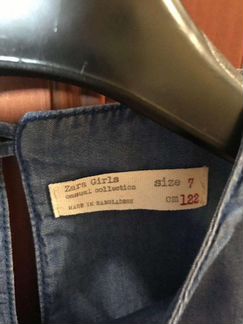 Zara Girls
casual collection
MADE IN BANGLADESH
size 7
cm 122